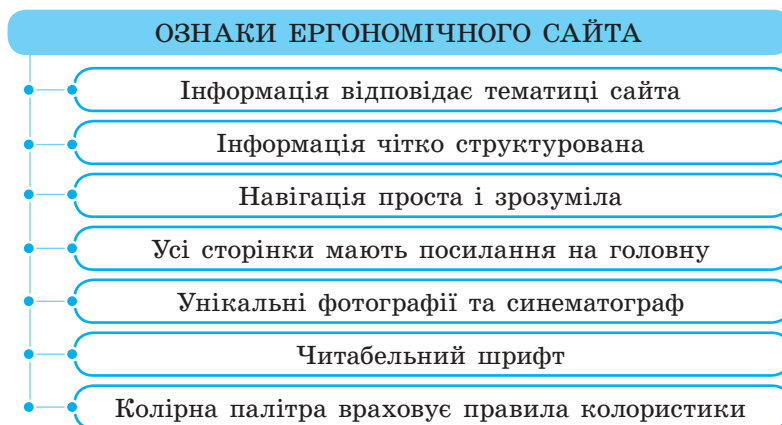 ОЗНАКИ ЕРГОНОМІЧНОГО САЙТА
Інформація відповідає тематиці сайта
Інформація чітко структурована
Навігація проста і зрозуміла
Усі сторінки мають посилання на головну
Унікальні фотографії та синематограф
Читабельний шрифт
Колірна палітра враховує правила колористики